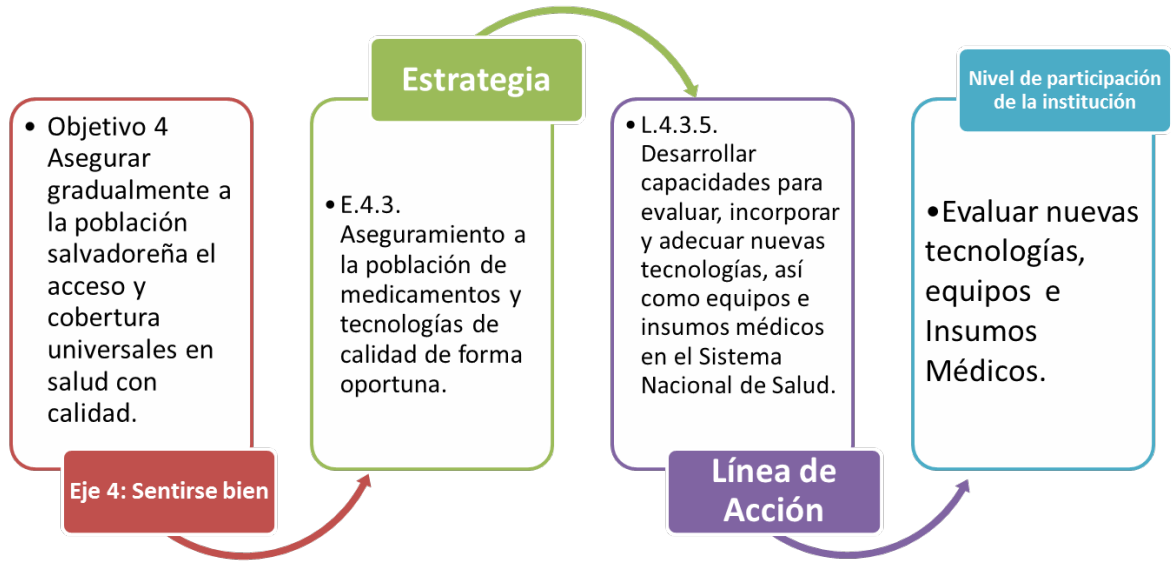 • Objetivo 4
Asegurar
gradualmente a
la población
salvadoreña el
acceso y
cobertura
universales en
salud con
calidad.
Eje 4: Sentirse bien
Estrategia
• E.4.3.
Aseguramiento a
la población de
medicamentos y
tecnologías de
calidad de forma
oportuna.
• L.4.3.5.
Desarrollar
capacidades para
evaluar, incorporar
y adecuar nuevas
tecnologías, así
como equipos e
insumos médicos
en el Sistema
Nacional de Salud.
Línea de
Acción
Nivel de participación
de la institución
•Evaluar nuevas
tecnologías,
equipos e
Insumos
Médicos.